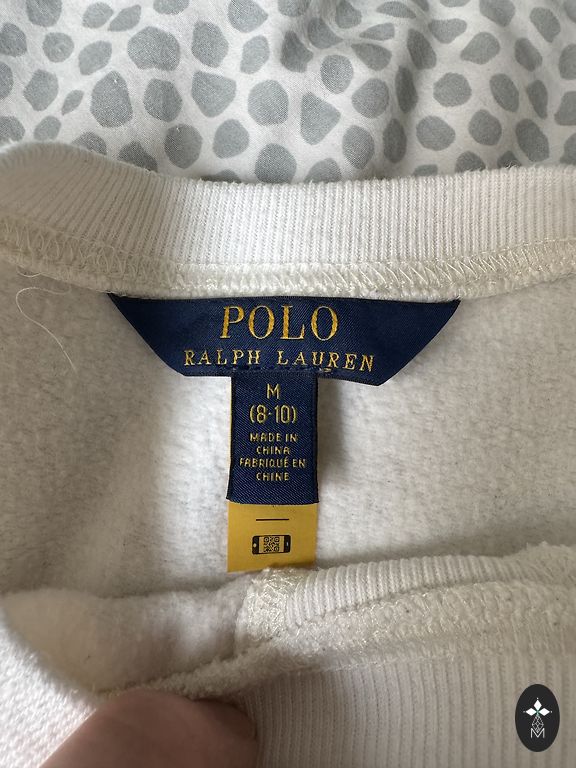 POLO
RALPH LAUREN
M
(8-10)
MADE IN
CHINA
FABRIQUÉ EN
CHINE
M